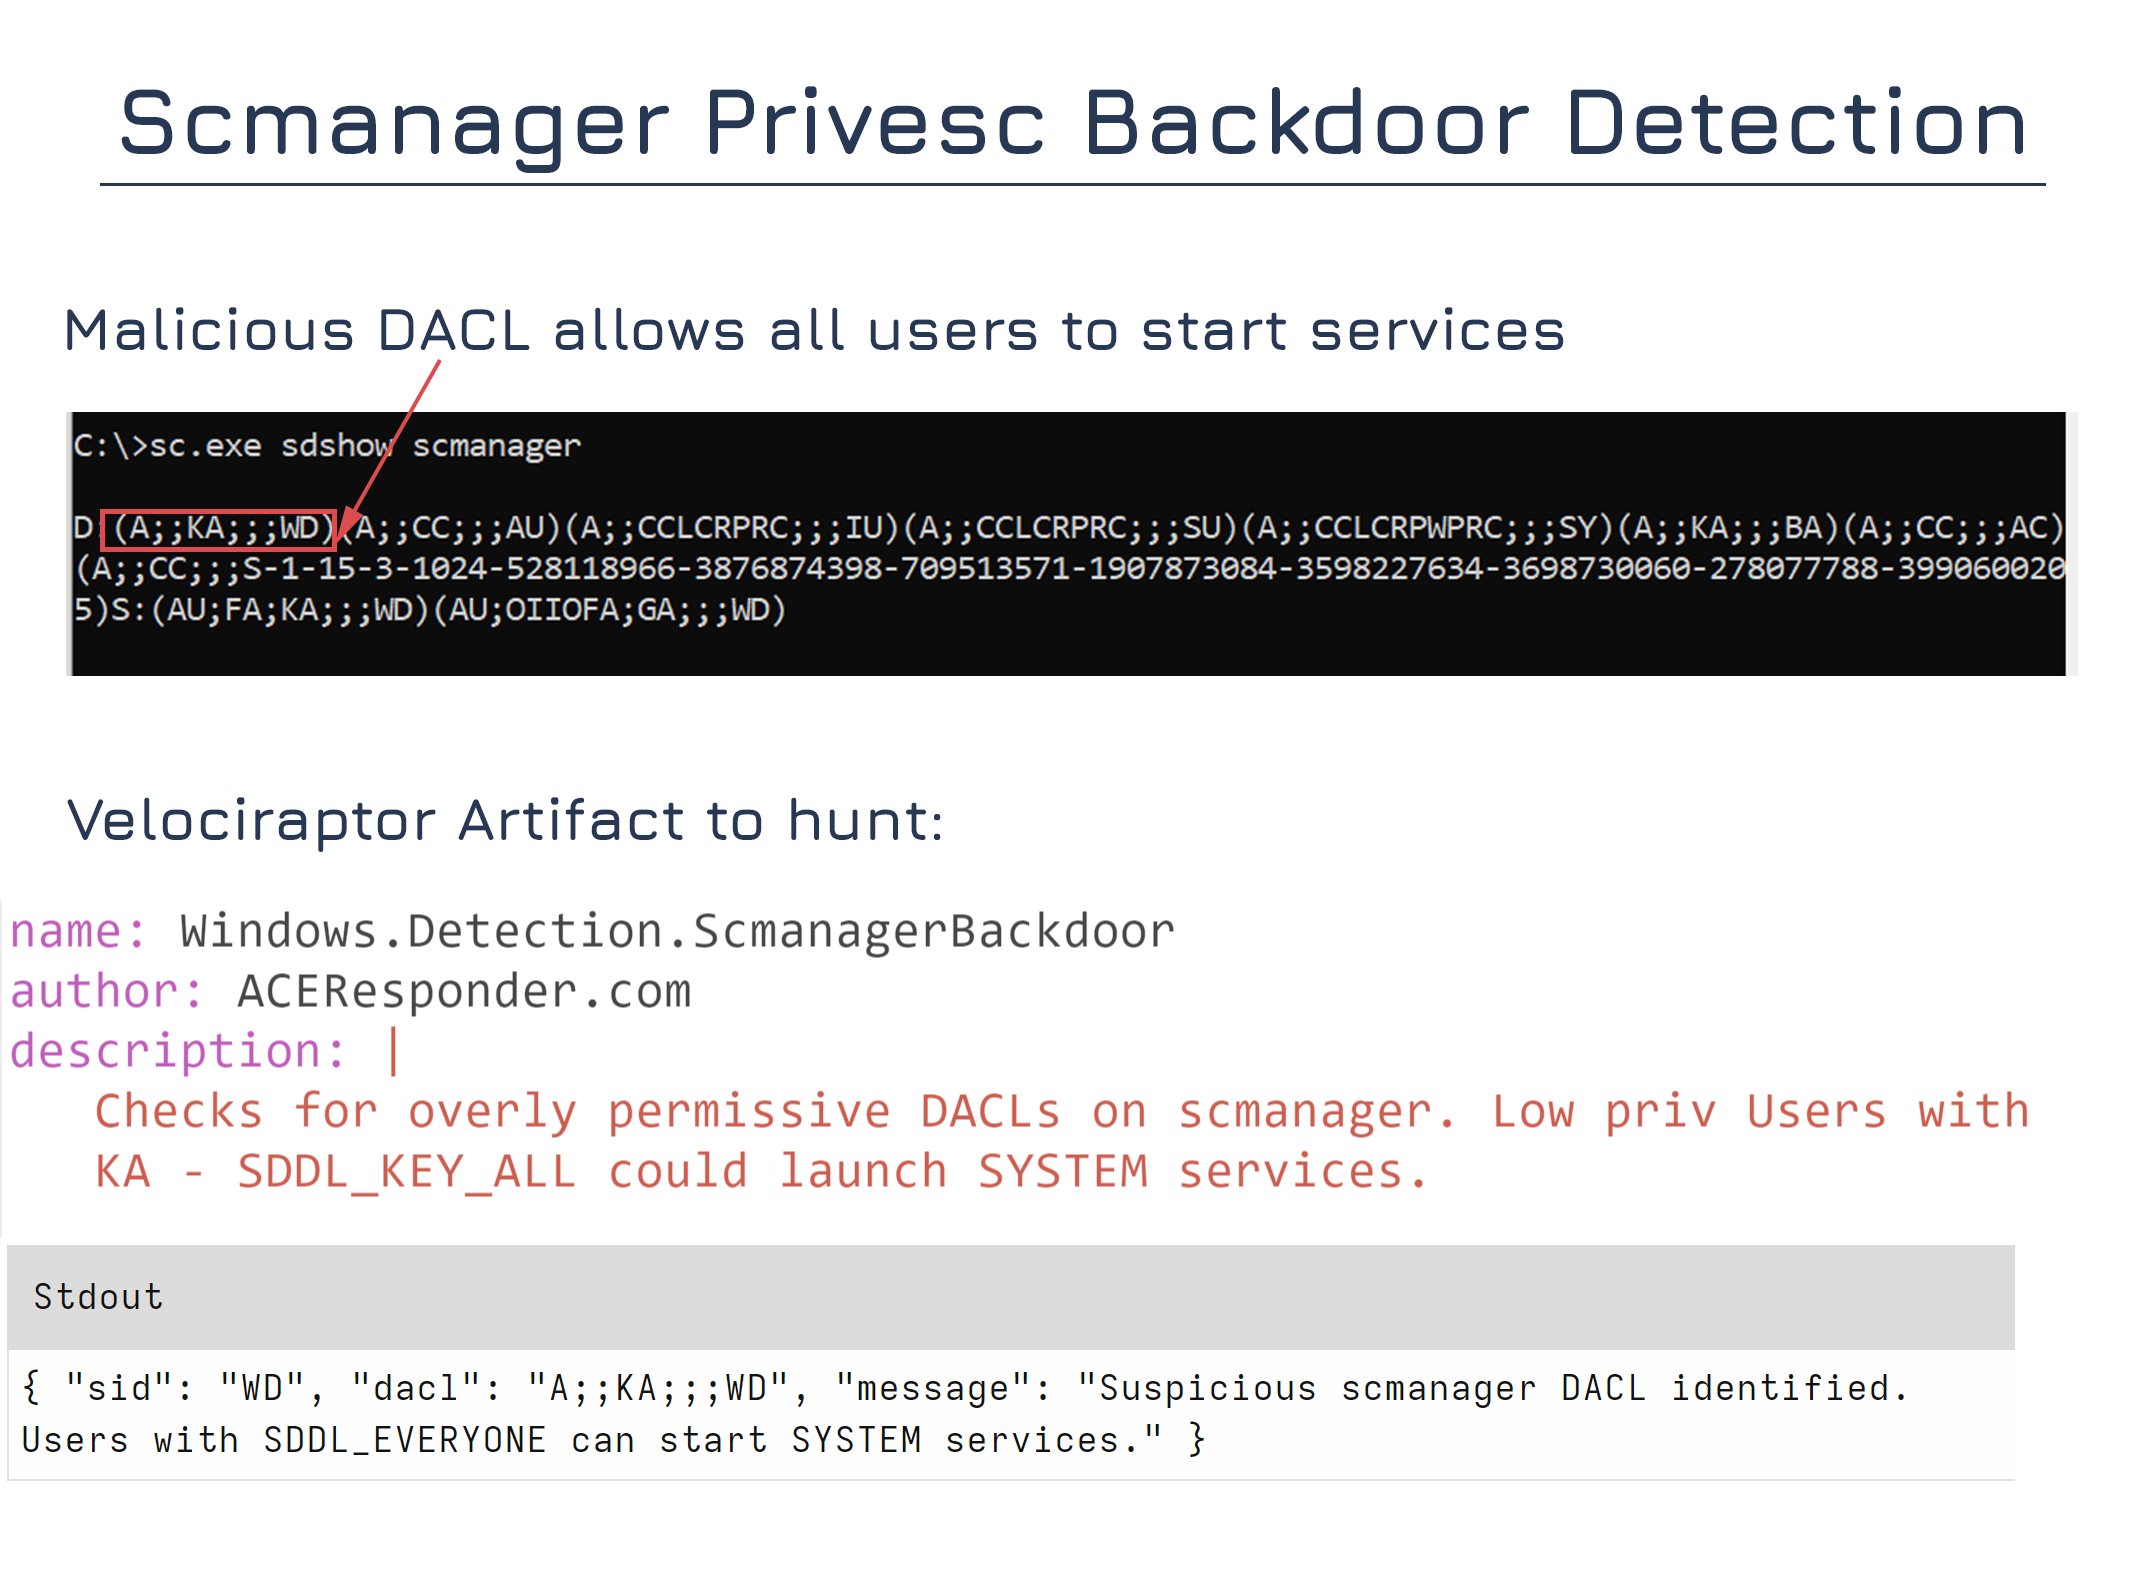 Scmanager Privesc Backdoor Detection
Malicious DACL allows all users to start services
C:\>sc.exe sdshow scmanager
D:(A;;KA;;;WD)(A;;CC;;;AU)(A;;CCLCRPRC;;;IU)(A;;CCLCRPRC;;;SU)(A;;CCLCRPWPRC;;;SY)(A;;KA;;;BA)(A;;CC;;;AC)
(A;;CC;;;S-1-15-3-1024-528118966-3876874398-709513571-1907873084-3598227634-3698730060-278077788-399060020
5)S:(AU;FA;KA;;;WD)(AU;OIIOFA;GA;;;WD)
Velociraptor Artifact to hunt:
name: Windows.Detection.ScmanagerBackdoor
author: ACEResponder.com
description: |
Checks for overly permissive DACLs on scmanager. Low priv Users with
KA - SDDL_KEY_ALL could launch SYSTEM services.
Stdout
{ "sid": "WD", "dacl": "A;;KA;;;WD", "message": "Suspicious scmanager DACL identified.
Users with SDDL_EVERYONE can start SYSTEM services." }